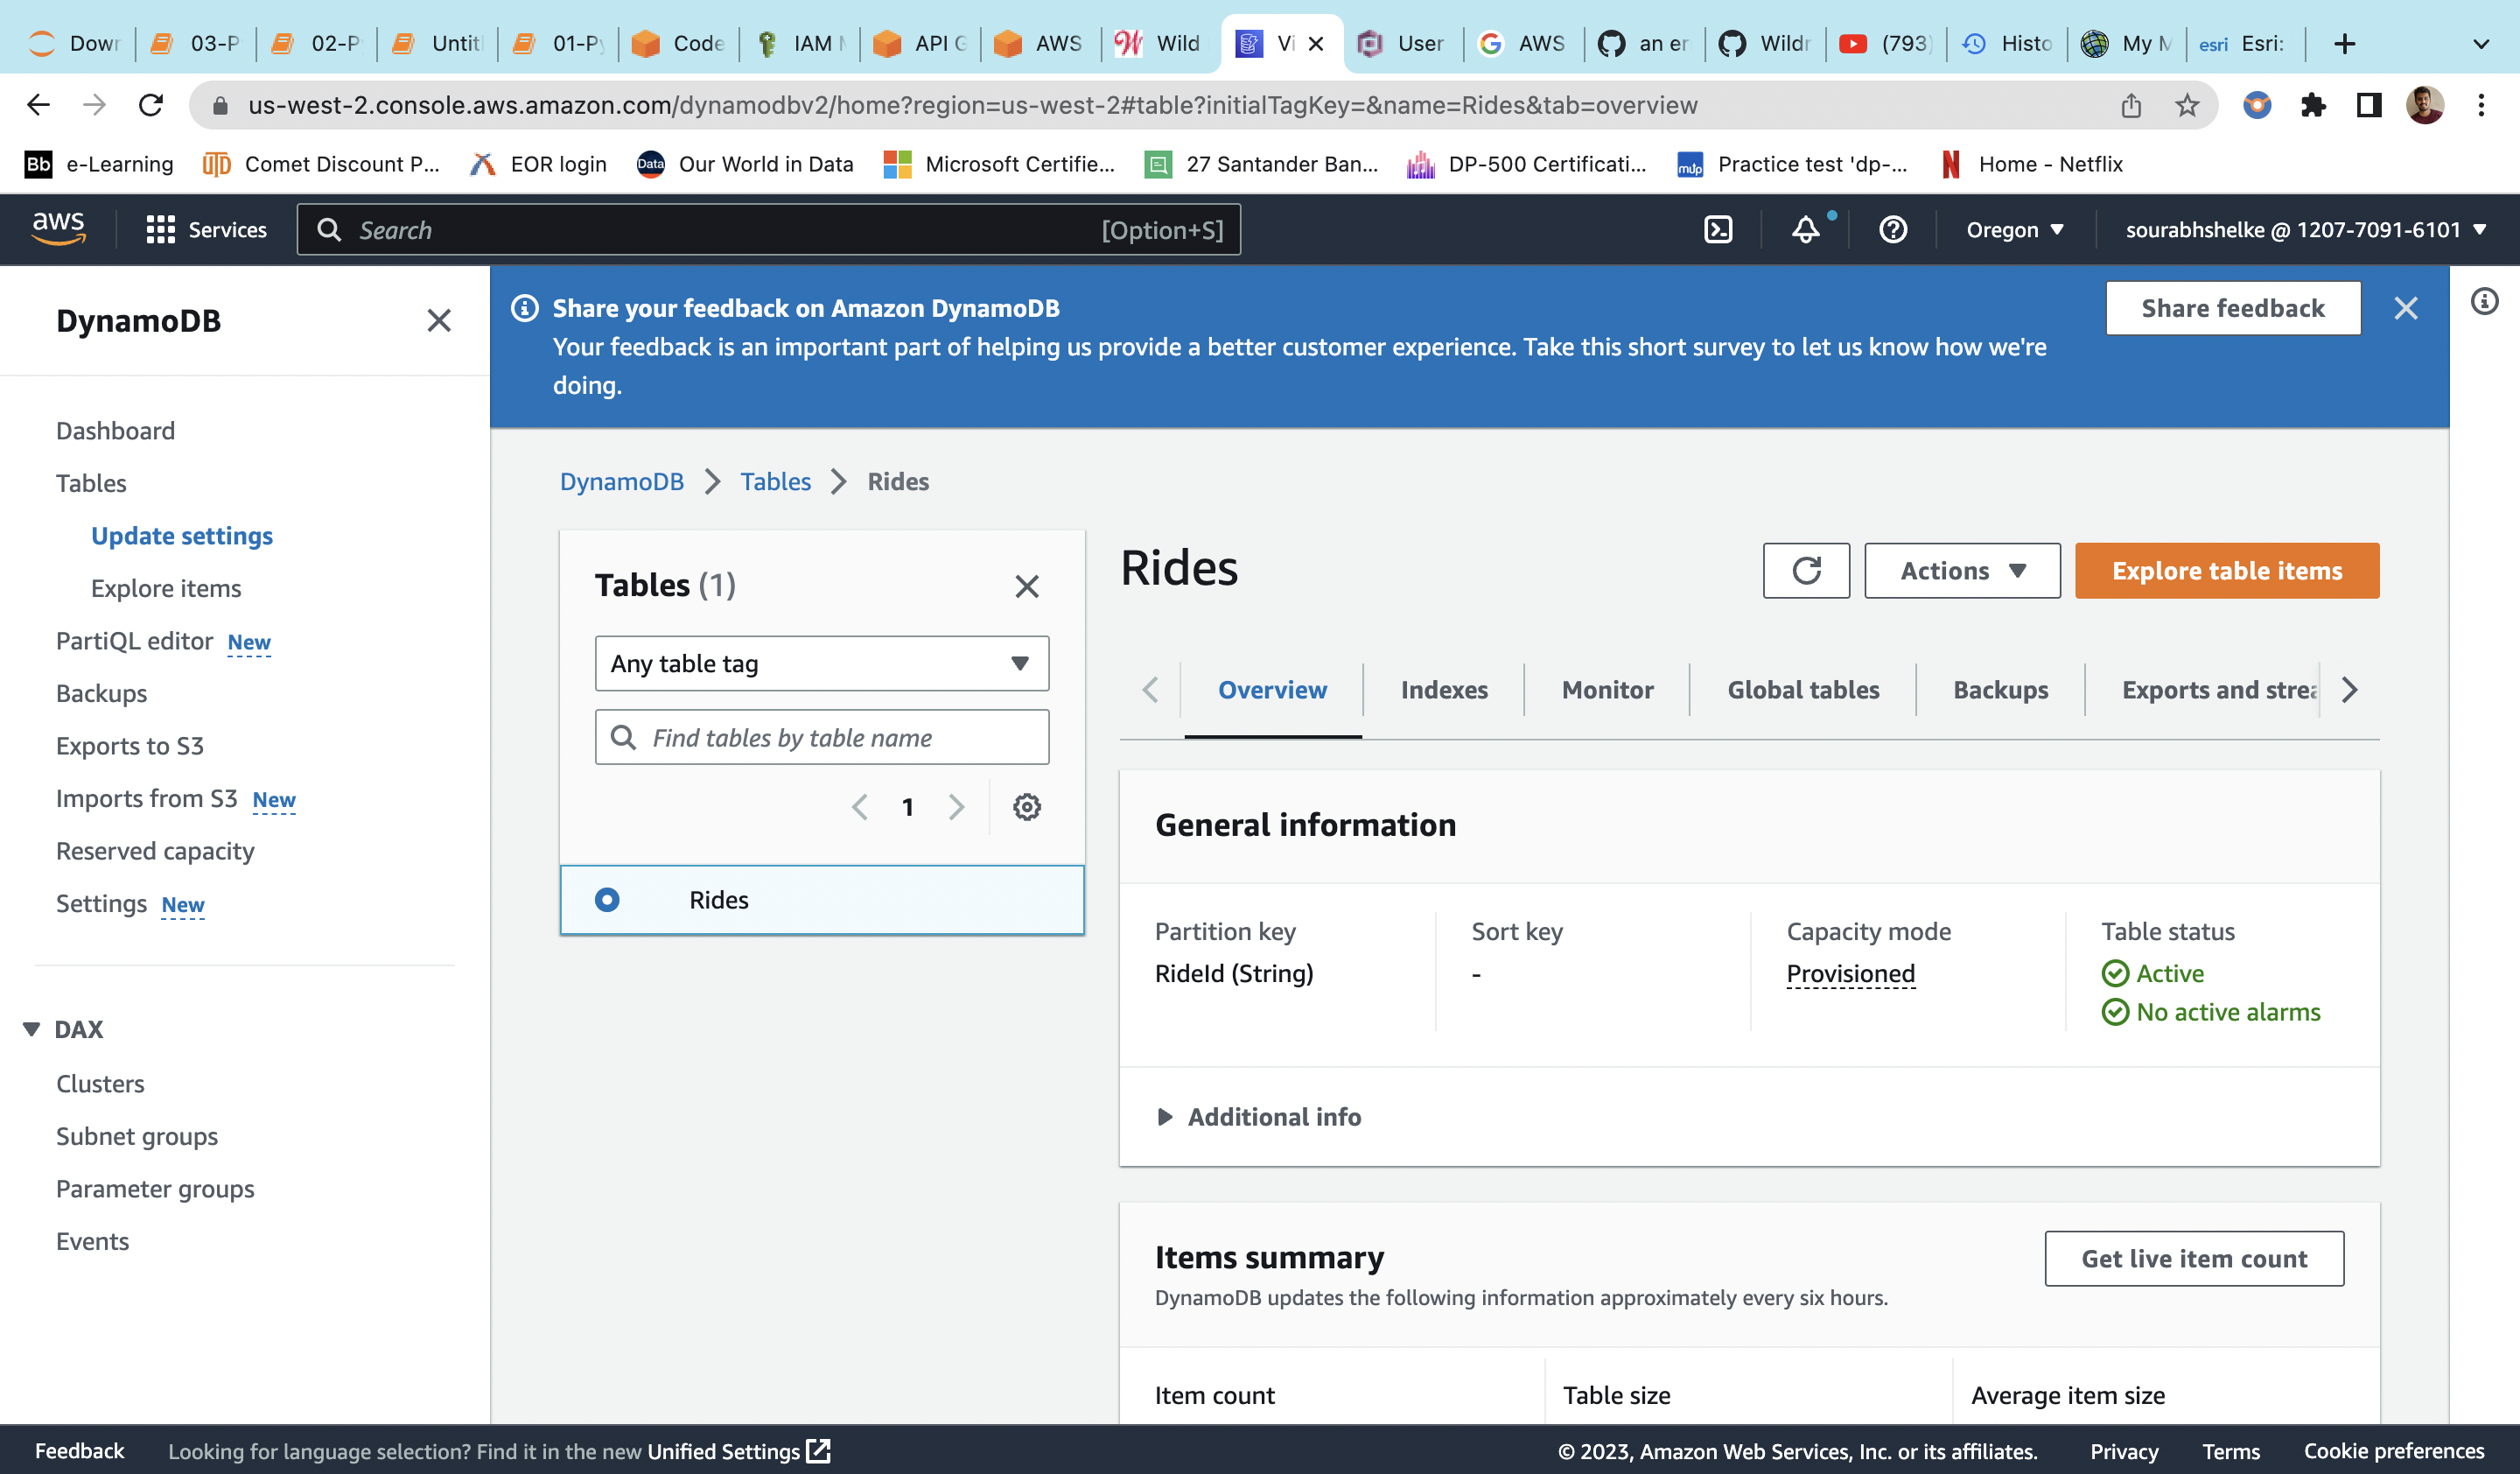 Dowr
03-P
02-P
Untitl
01-Py
Code
IAM M
API G
AWS
Wild
Vi
User
AWS
an er
Wildr
(793)
Histo
My M
esri Esri:
us-west-2.console.aws.amazon.com/dynamodbv2/home?region=us-west-2#table?initialTagKey=&name=Rides&tab=overview
Bb e-Learning
UTD Comet Discount P...
EOR login
Data Our World in Data
Microsoft Certifie...
27 Santander Ban...
DP-500 Certificati...
mulp Practice test 'dp-...
N Home - Netflix
aws
Services
Search
[Option+S]
Oregon
sourabhshelke @ 1207-7091-6101
DynamoDB
Dashboard
Tables
Update settings
Explore items
PartiQL editor New
Backups
Exports to S3
Imports from S3 New
Reserved capacity
Settings New
DAX
Clusters
Subnet groups
Parameter groups
Events
Share your feedback on Amazon DynamoDB
Your feedback is an important part of helping us provide a better customer experience. Take this short survey to let us know how we're
doing.
Share feedback
DynamoDB > Tables > Rides
Tables (1)
Any table tag
Find tables by table name
1
Rides
Rides
Actions
Explore table items
Overview
Indexes
Monitor
Global tables
Backups
Exports and strea
General information
Partition key
RideId (String)
Sort key
-
Capacity mode
Provisioned
Table status
Active
No active alarms
Additional info
Items summary
DynamoDB updates the following information approximately every six hours.
Get live item count
Item count
Table size
Average item size
Feedback
Looking for language selection? Find it in the new Unified Settings
© 2023, Amazon Web Services, Inc. or its affiliates.
Privacy
Terms
Cookie preferences